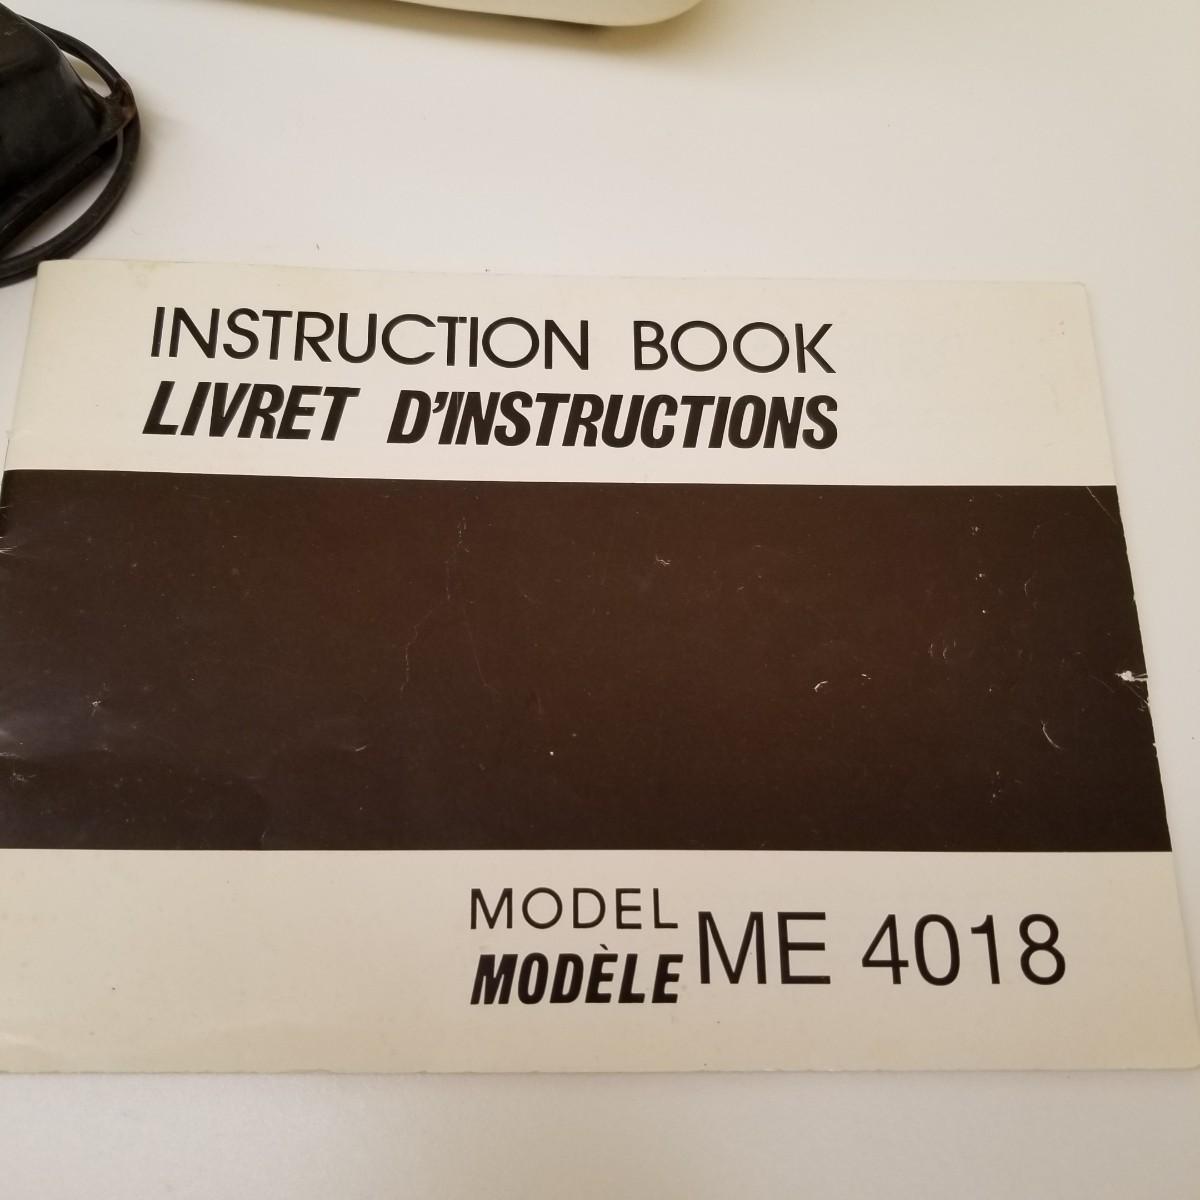 INSTRUCTION BOOK
LIVRET D'INSTRUCTIONS
MODEL
MODÈLE
ME 4018